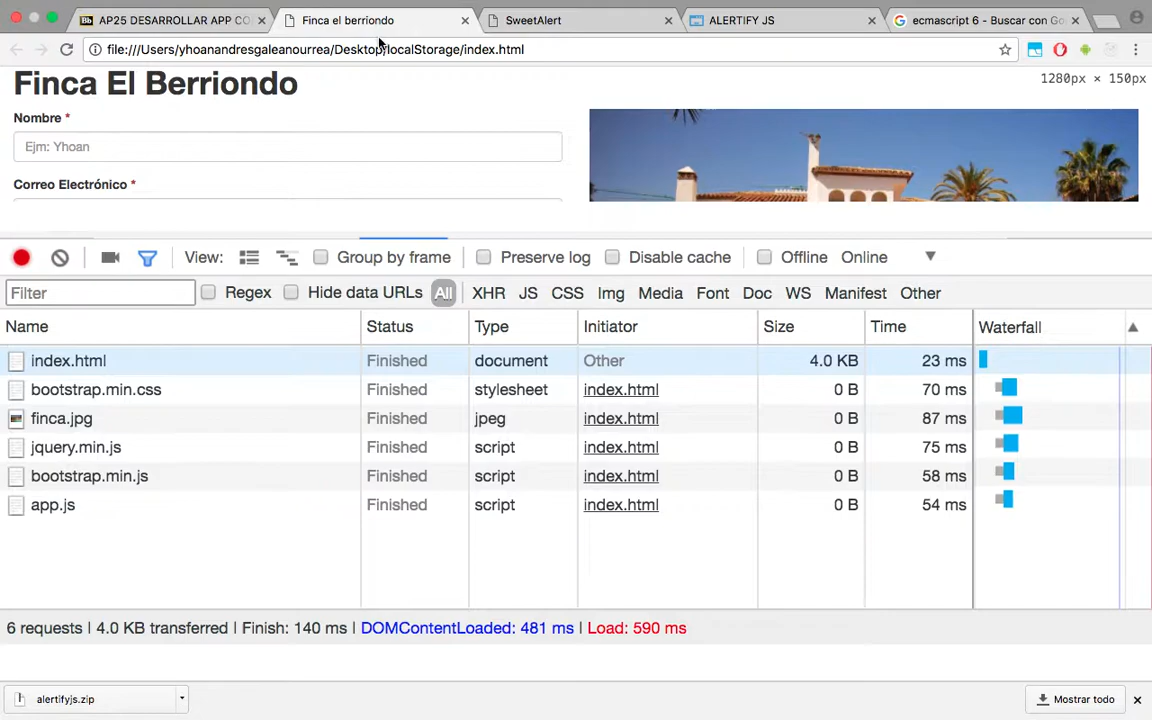 AP25 DESARROLLAR APP CO
Finca el berriondo
SweetAlert
ALERTIFY JS
ecmascript 6 - Buscar con Go
file:///Users/yhoanandresgaleanourrea/Desktop/localStorage/index.html
Finca El Berriondo
1280px × 150px
Nombre *
Ejm: Yhoan
Correo Electrónico *
View: Group by frame Preserve log Disable cache Offline Online
Filter Regex Hide data URLs All XHR JS CSS Img Media Font Doc WS Manifest Other
Name Status Type Initiator Size Time Waterfall
index.html Finished document Other 4.0 KB 23 ms
bootstrap.min.css Finished stylesheet index.html 0 B 70 ms
finca.jpg Finished jpeg index.html 0 B 87 ms
jquery.min.js Finished script index.html 0 B 75 ms
bootstrap.min.js Finished script index.html 0 B 58 ms
app.js Finished script index.html 0 B 54 ms
6 requests | 4.0 KB transferred | Finish: 140 ms | DOMContentLoaded: 481 ms | Load: 590 ms
alertifyjs.zip
Mostrar todo